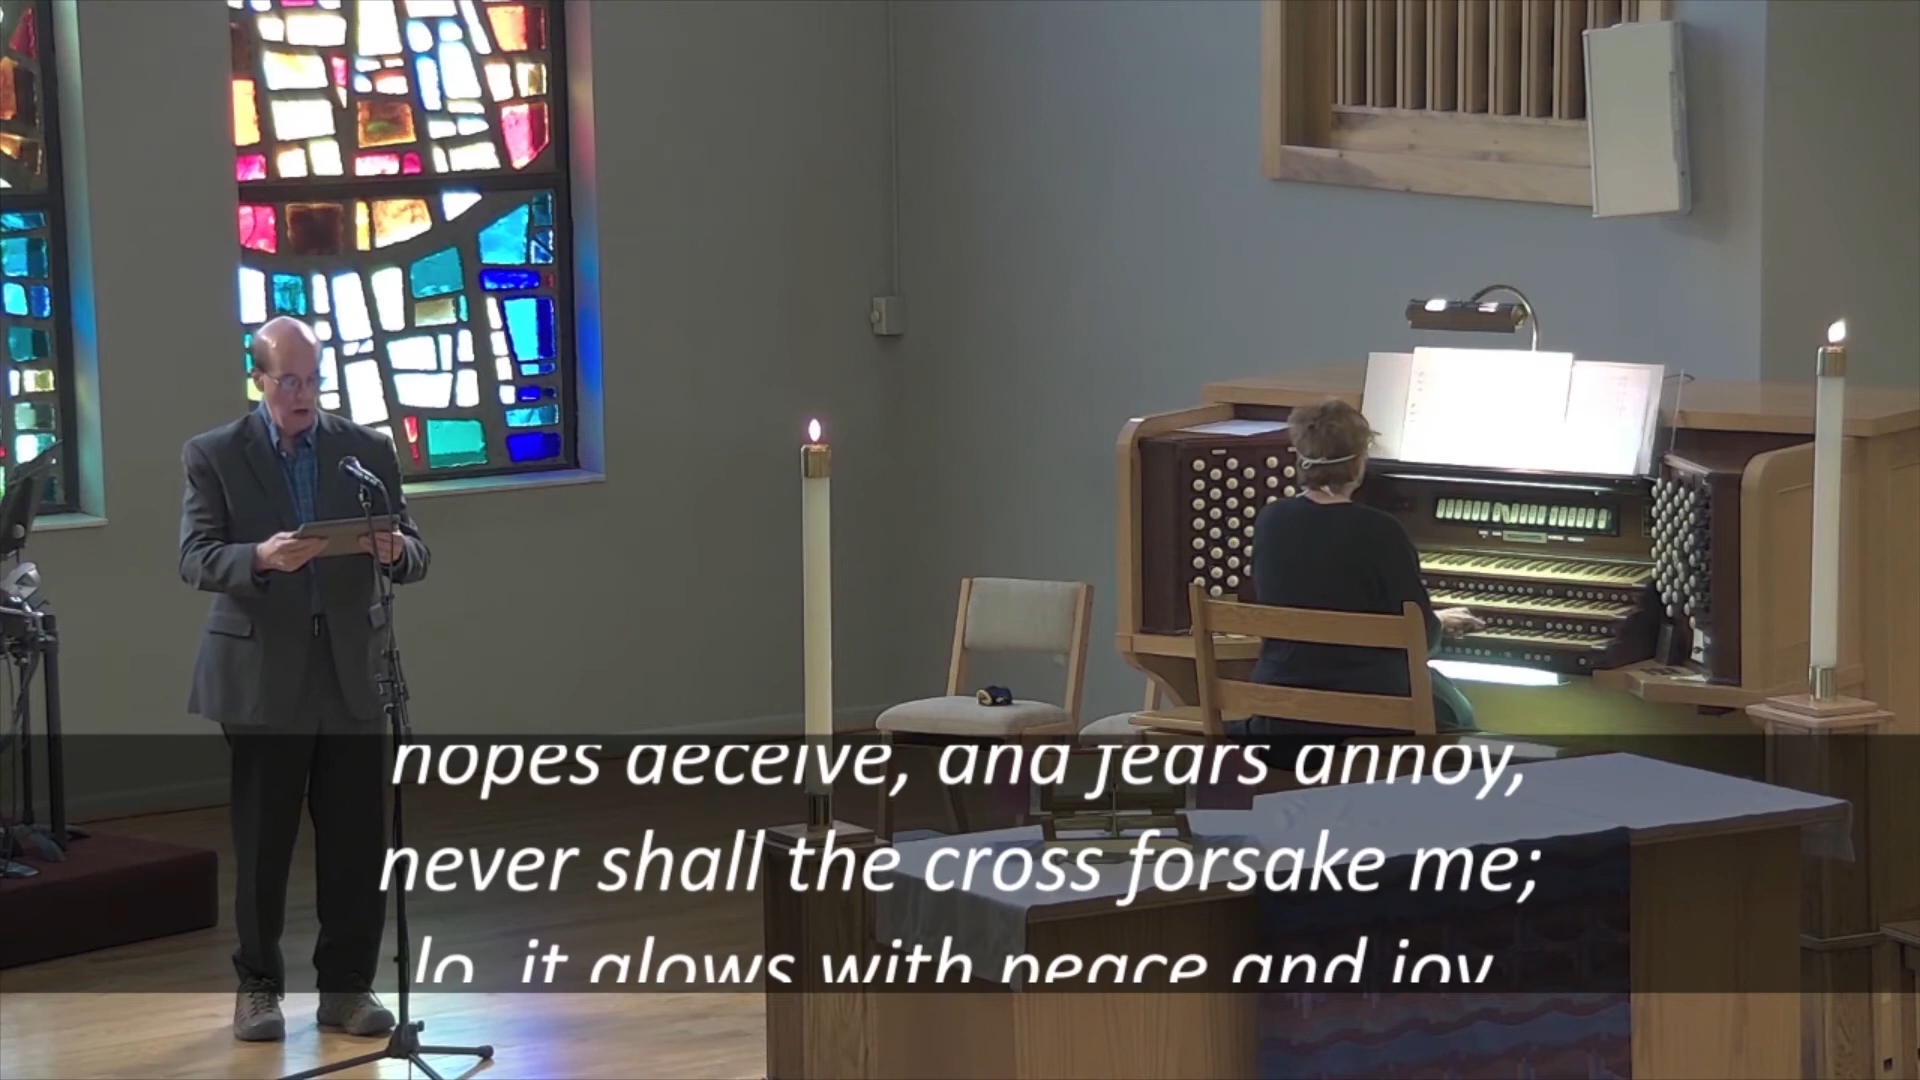 hopes deceive, and fears annoy,
never shall the cross forsake me;
lo, it glows with peace and joy.